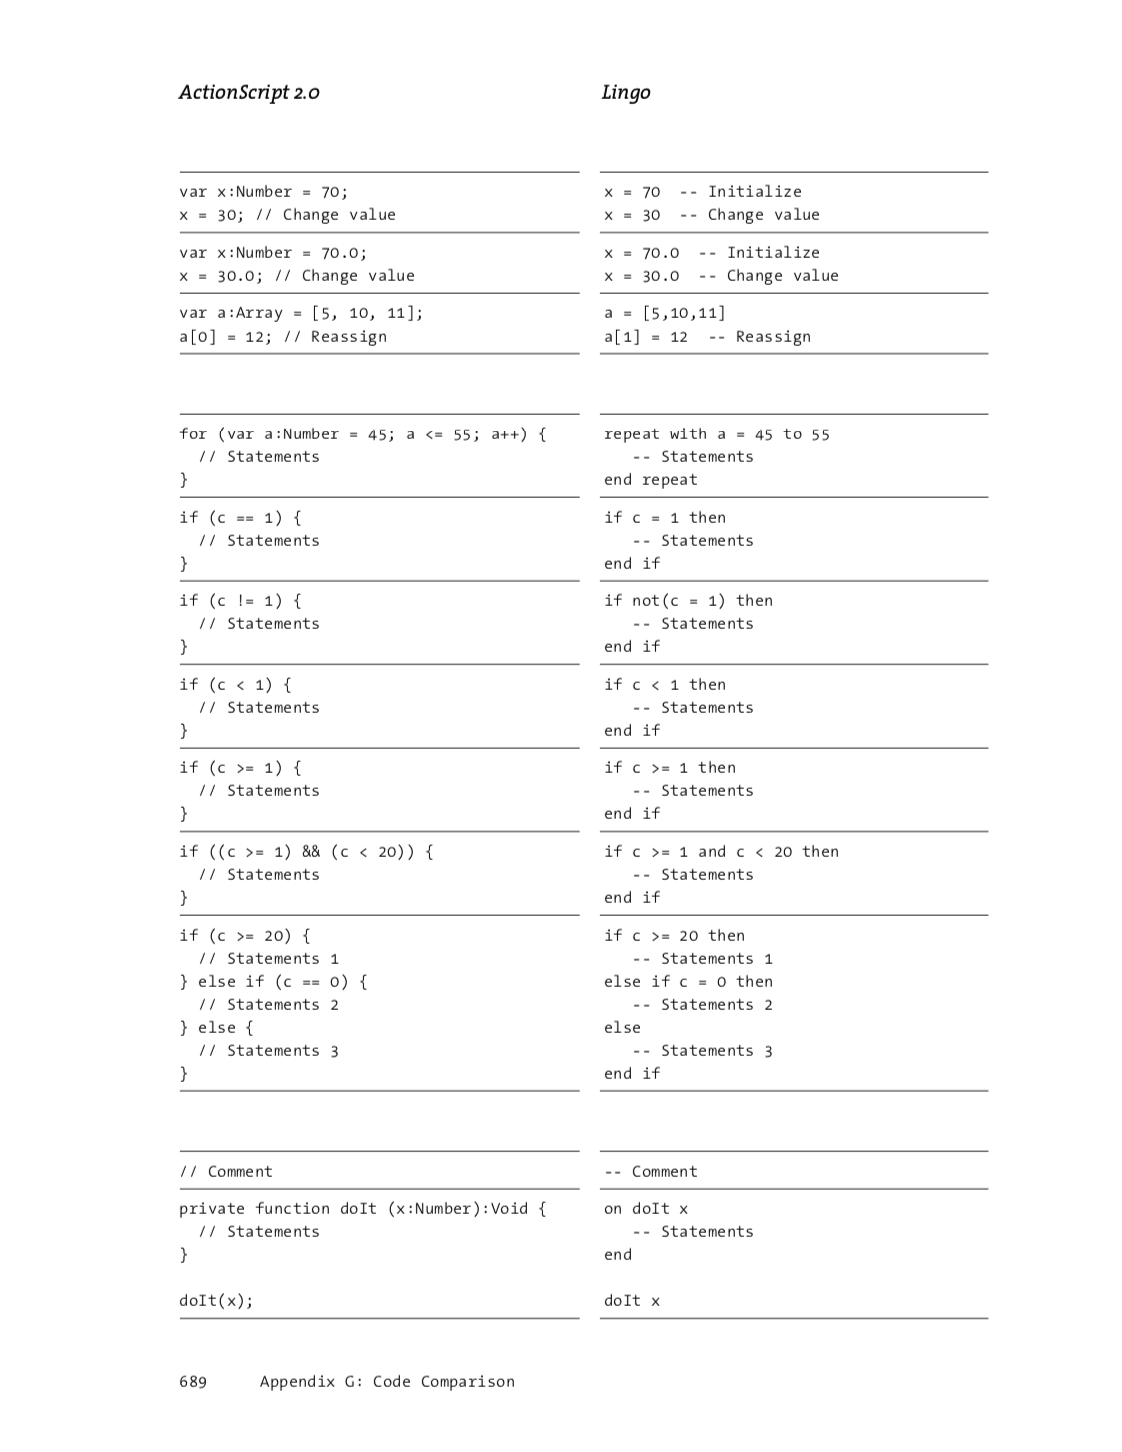 ActionScript 2.0
var x:Number = 70;
x = 30; // Change value
var x:Number = 70.0;
x = 30.0; // Change value
var a:Array = [5, 10, 11];
a[0] = 12; // Reassign
for (var a:Number = 45; a <= 55; a++) {
  // Statements
}
if (c == 1) {
  // Statements
}
if (c != 1) {
  // Statements
}
if (c < 1) {
  // Statements
}
if (c >= 1) {
  // Statements
}
if ((c >= 1) && (c < 20)) {
  // Statements
}
if (c >= 20) {
  // Statements 1
} else if (c == 0) {
  // Statements 2
} else {
  // Statements 3
}
// Comment
private function doIt (x:Number):Void {
  // Statements
}
doIt(x);
Lingo
x = 70  -- Initialize
x = 30  -- Change value
x = 70.0  -- Initialize
x = 30.0  -- Change value
a = [5,10,11]
a[1] = 12  -- Reassign
repeat with a = 45 to 55
   -- Statements
end repeat
if c = 1 then
   -- Statements
end if
if not(c = 1) then
   -- Statements
end if
if c < 1 then
   -- Statements
end if
if c >= 1 then
   -- Statements
end if
if c >= 1 and c < 20 then
   -- Statements
end if
if c >= 20 then
   -- Statements 1
else if c = 0 then
   -- Statements 2
else
   -- Statements 3
end if
-- Comment
on doIt x
   -- Statements
end
doIt x
689 Appendix G: Code Comparison